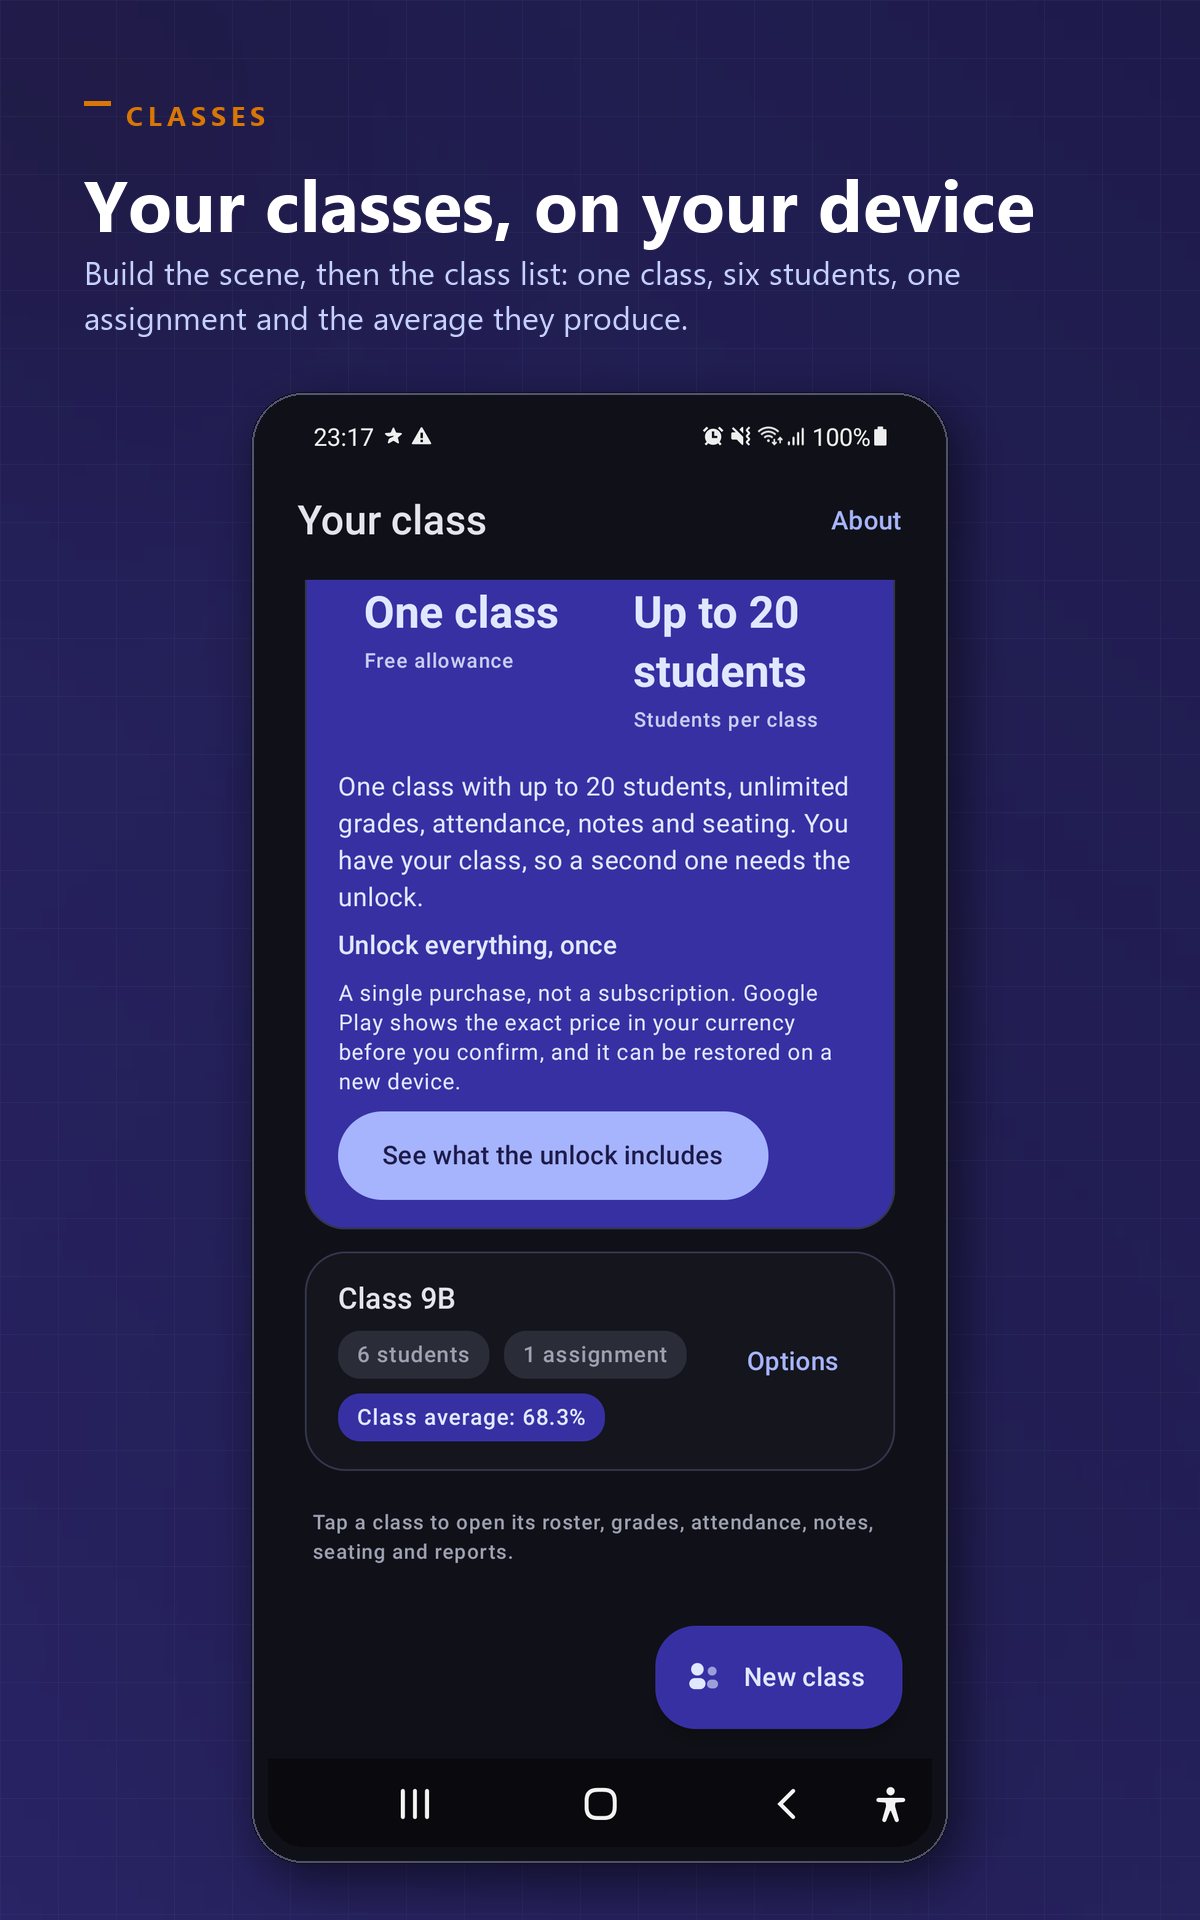 CLASSES
Your classes, on your device
Build the scene, then the class list: one class, six students, one
assignment and the average they produce.
23:17 100%
Your class About
One class
Free allowance
Up to 20
students
Students per class
One class with up to 20 students, unlimited
grades, attendance, notes and seating. You
have your class, so a second one needs the
unlock.
Unlock everything, once
A single purchase, not a subscription. Google
Play shows the exact price in your currency
before you confirm, and it can be restored on a
new device.
See what the unlock includes
Class 9B
6 students 1 assignment
Options
Class average: 68.3%
Tap a class to open its roster, grades, attendance, notes,
seating and reports.
New class